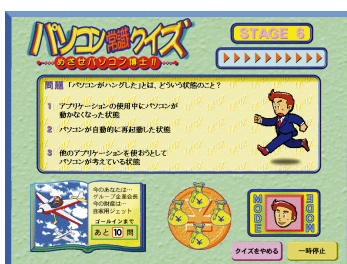 パソコン常識クイズ
めざせパソコン博士!!
STAGE 6
問題 「パソコンがハングした」とは、どういう状態のこと?
1 アプリケーションの使用中にパソコンが
動かなくなった状態
2 パソコンが自動的に再起動した状態
3 他のアプリケーションを使おうとして
パソコンが考えている状態
今のあなたは…
グループ企業会長
今の財産は…
自家用ジェット
ゴールインまで
あと 10 問
¥
¥
¥
¥
MODE
MODE
クイズをやめる
一時停止